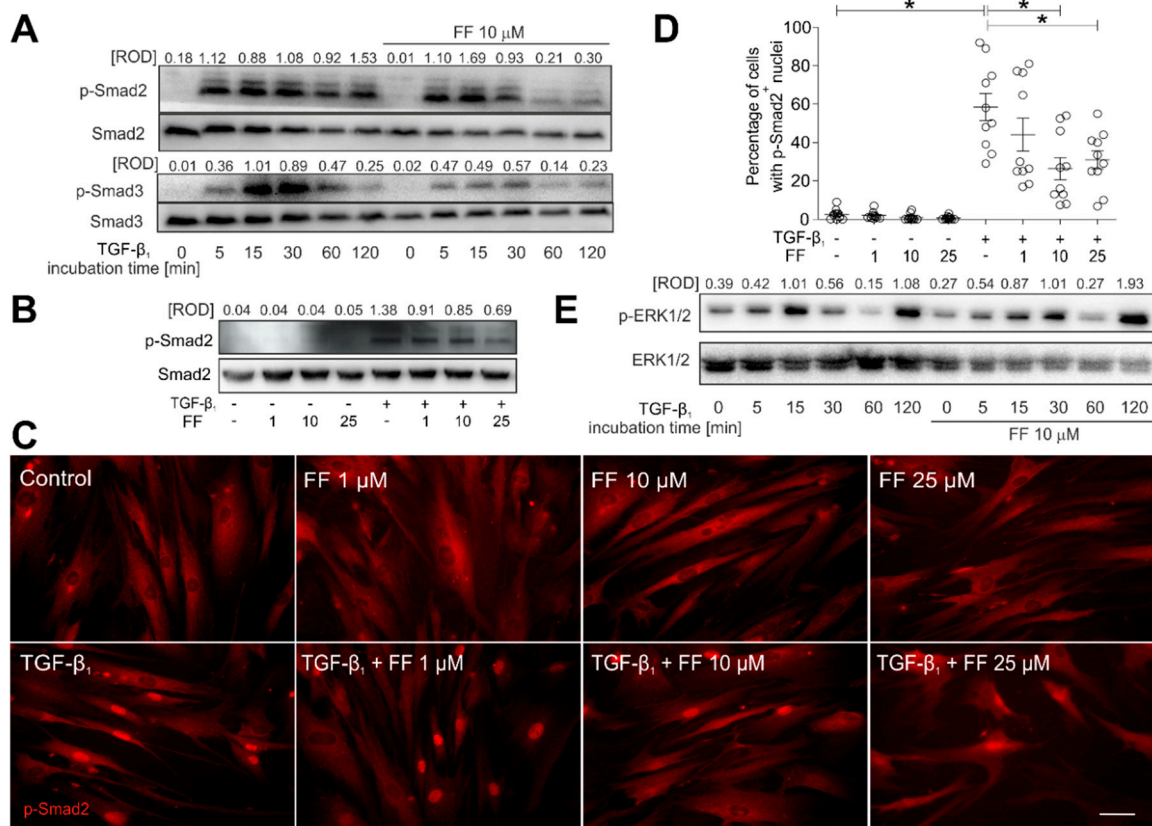 A
FF 10 μM
[ROD] 0.18 1.12 0.88 1.08 0.92 1.53 0.01 1.10 1.69 0.93 0.21 0.30
p-Smad2
Smad2
[ROD] 0.01 0.36 1.01 0.89 0.47 0.25 0.02 0.47 0.49 0.57 0.14 0.23
p-Smad3
Smad3
TGF-β₁ 0 5 15 30 60 120 0 5 15 30 60 120
incubation time [min]
B
[ROD] 0.04 0.04 0.04 0.05 1.38 0.91 0.85 0.69
p-Smad2
Smad2
TGF-β₁ - - - - + + + +
FF - 1 10 25 - 1 10 25
D
* *
*
Percentage of cells
with p-Smad2⁺ nuclei
100
80
60
40
20
0
TGF-β₁ - - - - + + + +
FF - 1 10 25 - 1 10 25
E
[ROD] 0.39 0.42 1.01 0.56 0.15 1.08 0.27 0.54 0.87 1.01 0.27 1.93
p-ERK1/2
ERK1/2
TGF-β₁ 0 5 15 30 60 120 0 5 15 30 60 120
incubation time [min]
FF 10 μM
C
Control
FF 1 μM
FF 10 μM
FF 25 μM
TGF-β₁
TGF-β₁ + FF 1 μM
TGF-β₁ + FF 10 μM
TGF-β₁ + FF 25 μM
p-Smad2